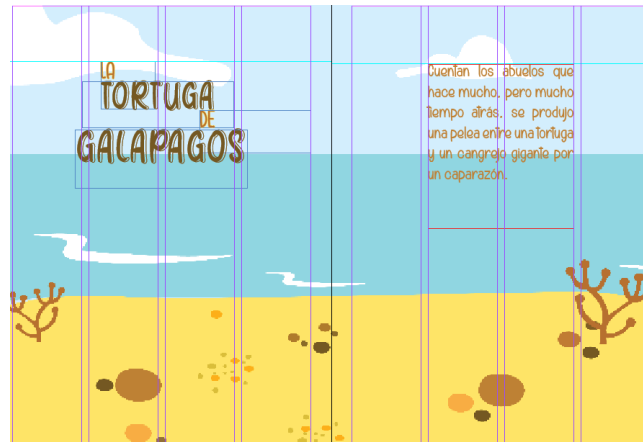 LA
TORTUGA
DE
GALAPAGOS
Cuentan los abuelos que
hace mucho, pero mucho
tiempo atrás, se produjo
una pelea entre una tortuga
y un cangrejo gigante por
un caparazón.